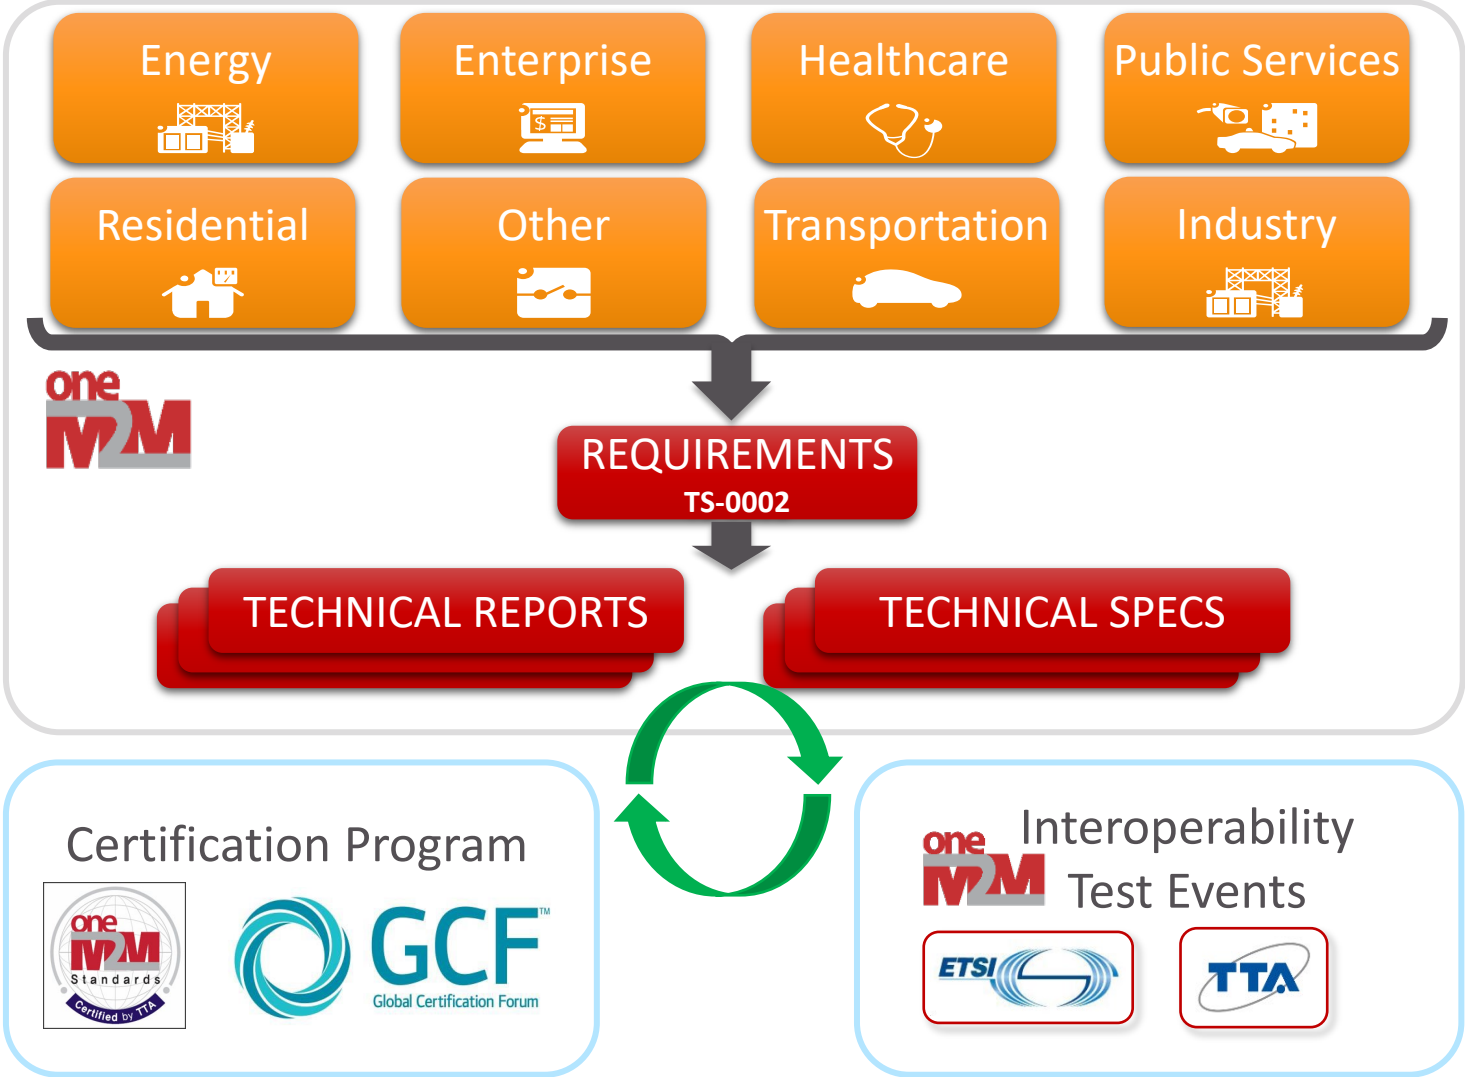 Energy
Enterprise
Healthcare
Public Services
$
Residential
Other
Transportation
Industry
one
M2M
REQUIREMENTS
TS-0002
TECHNICAL REPORTS
TECHNICAL SPECS
Certification Program
one
M2M
Standards
Certified by TTA
GCF™
Global Certification Forum
one
M2M
Interoperability
Test Events
ETSI
TTA